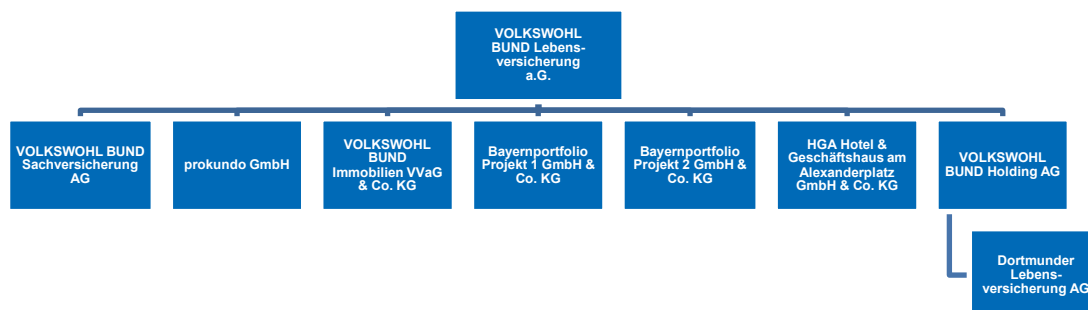 VOLKSWOHL
BUND Lebens-
versicherung
a.G.
VOLKSWOHL BUND
Sachversicherung
AG
prokundo GmbH
VOLKSWOHL
BUND
Immobilien VVaG
& Co. KG
Bayernportfolio
Projekt 1 GmbH &
Co. KG
Bayernportfolio
Projekt 2 GmbH &
Co. KG
HGA Hotel &
Geschäftshaus am
Alexanderplatz
GmbH & Co. KG
VOLKSWOHL
BUND Holding AG
Dortmunder
Lebens-
versicherung AG